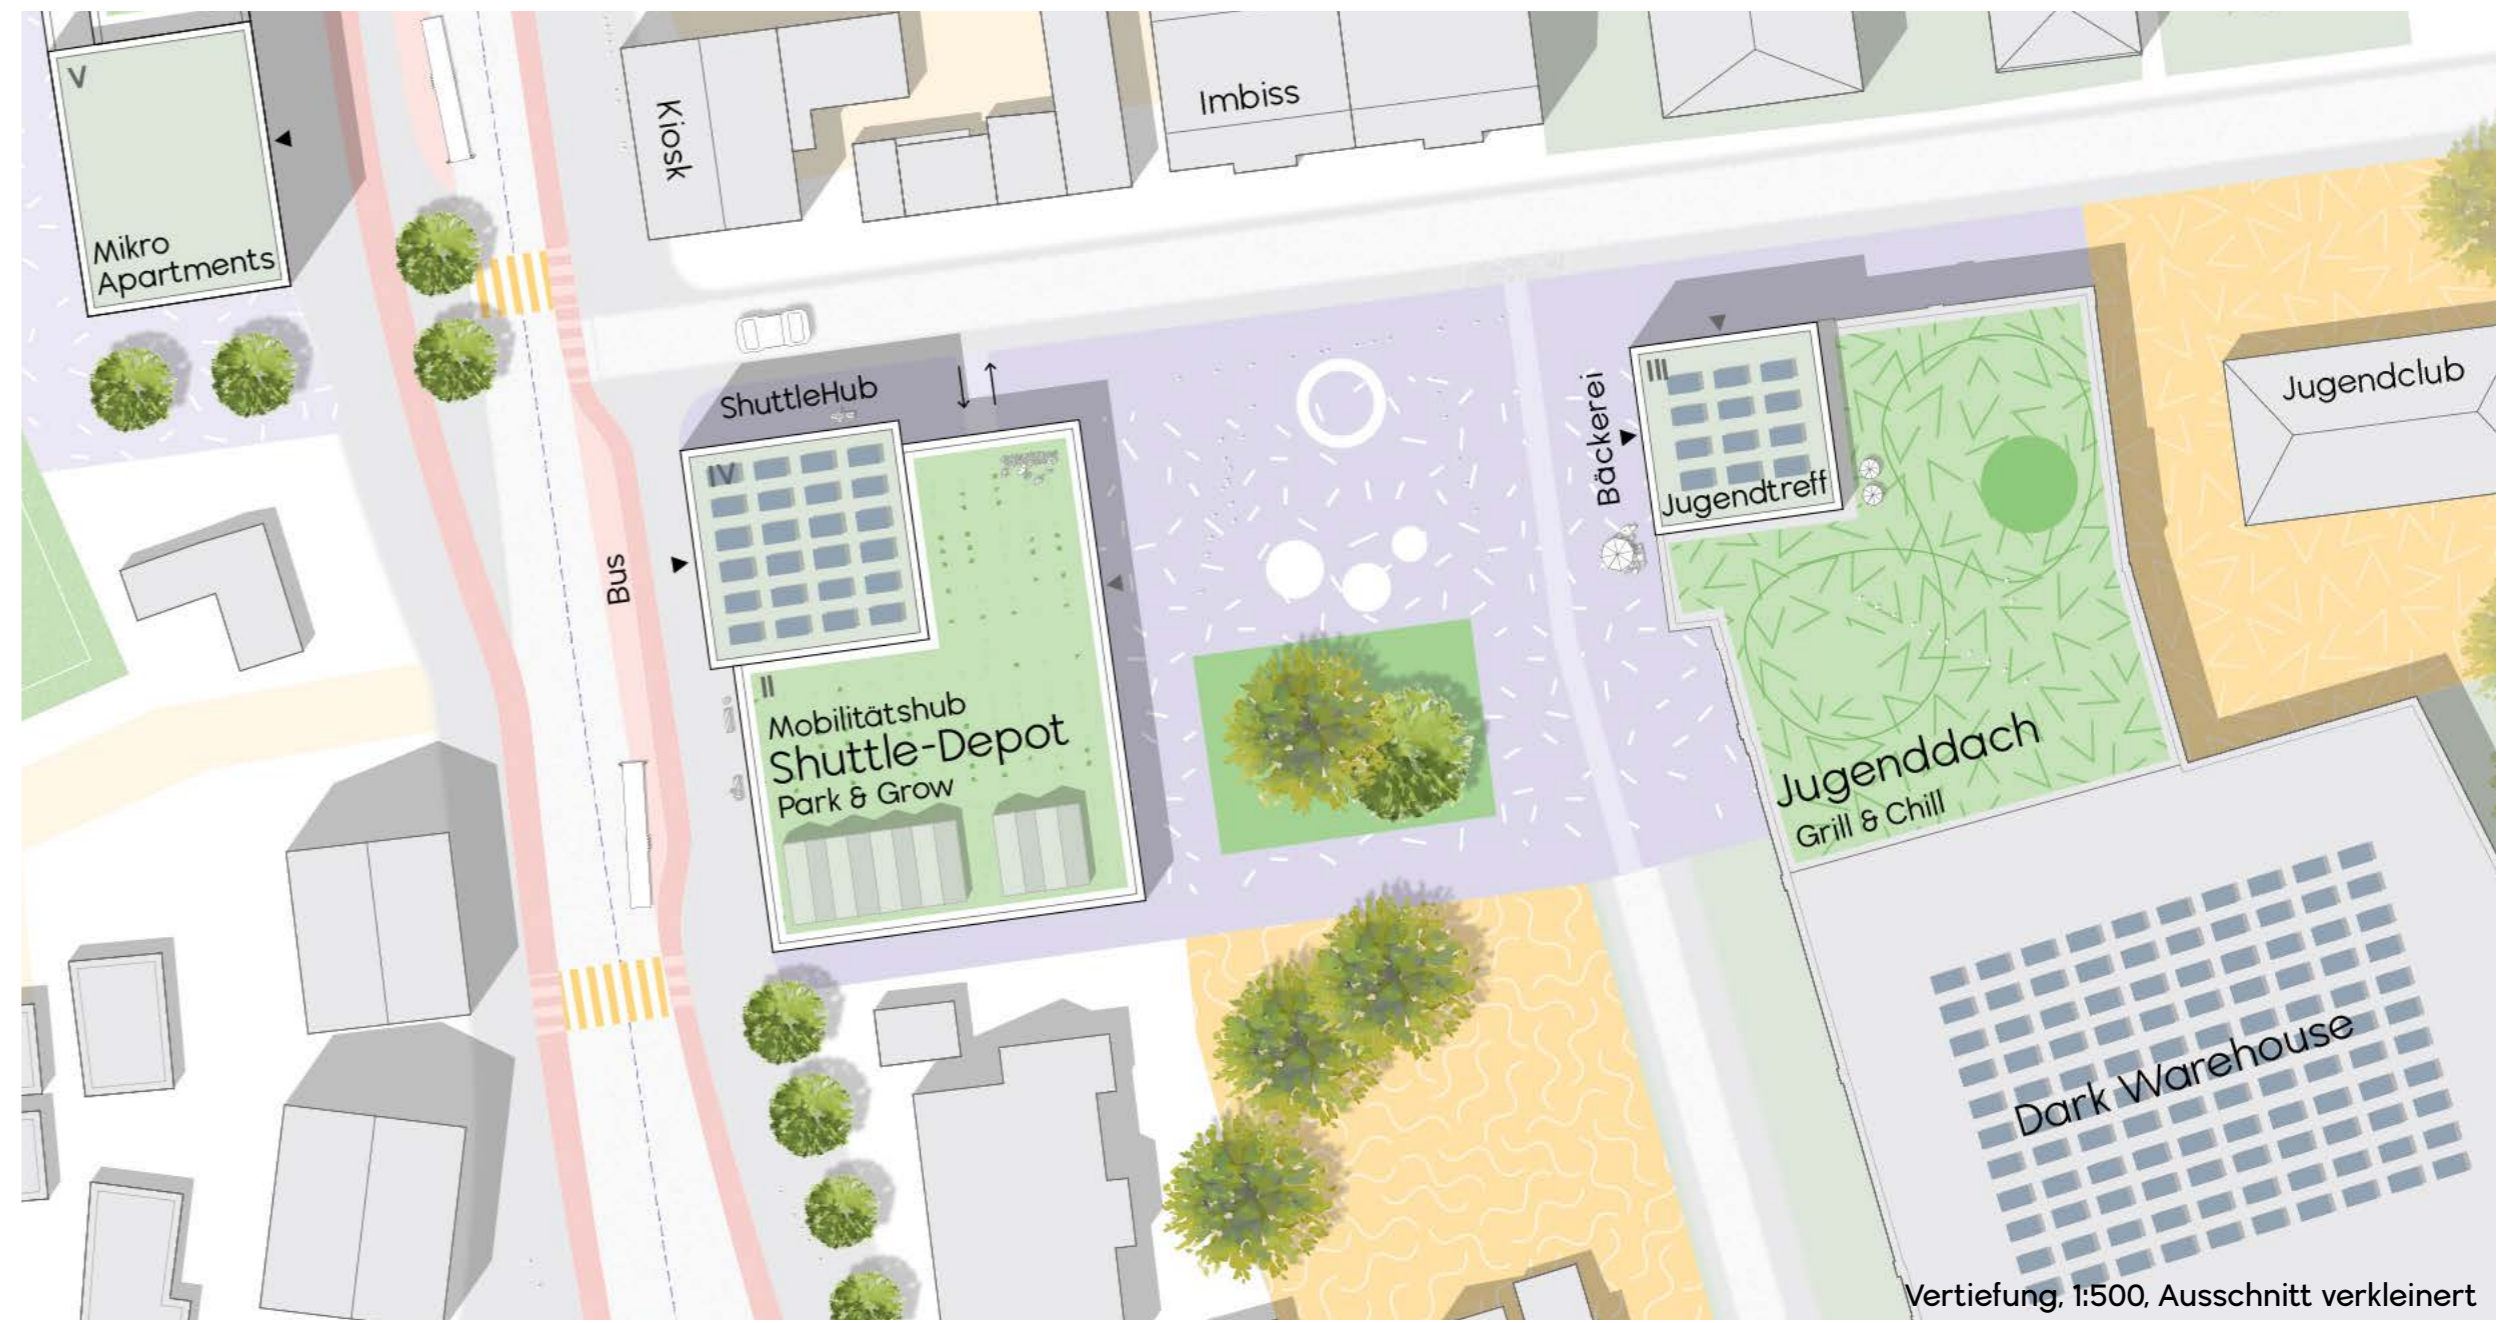 V
Mikro
Apartments
Kiosk
Imbiss
ShuttleHub
IV
Bus
II
Mobilitätshub
Shuttle-Depot
Park & Grow
Bäckerei
III
Jugendtreff
Jugendclub
Jugenddach
Grill & Chill
Dark Warehouse
Vertiefung, 1:500, Ausschnitt verkleinert